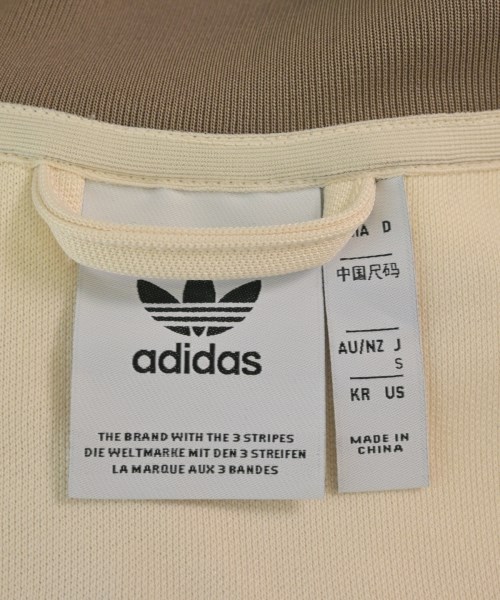 adidas
THE BRAND WITH THE 3 STRIPES
DIE WELTMARKE MIT DEN 3 STREIFEN
LA MARQUE AUX 3 BANDES
D
中国尺码
AU/NZ J
S
KR US
MADE IN
CHINA